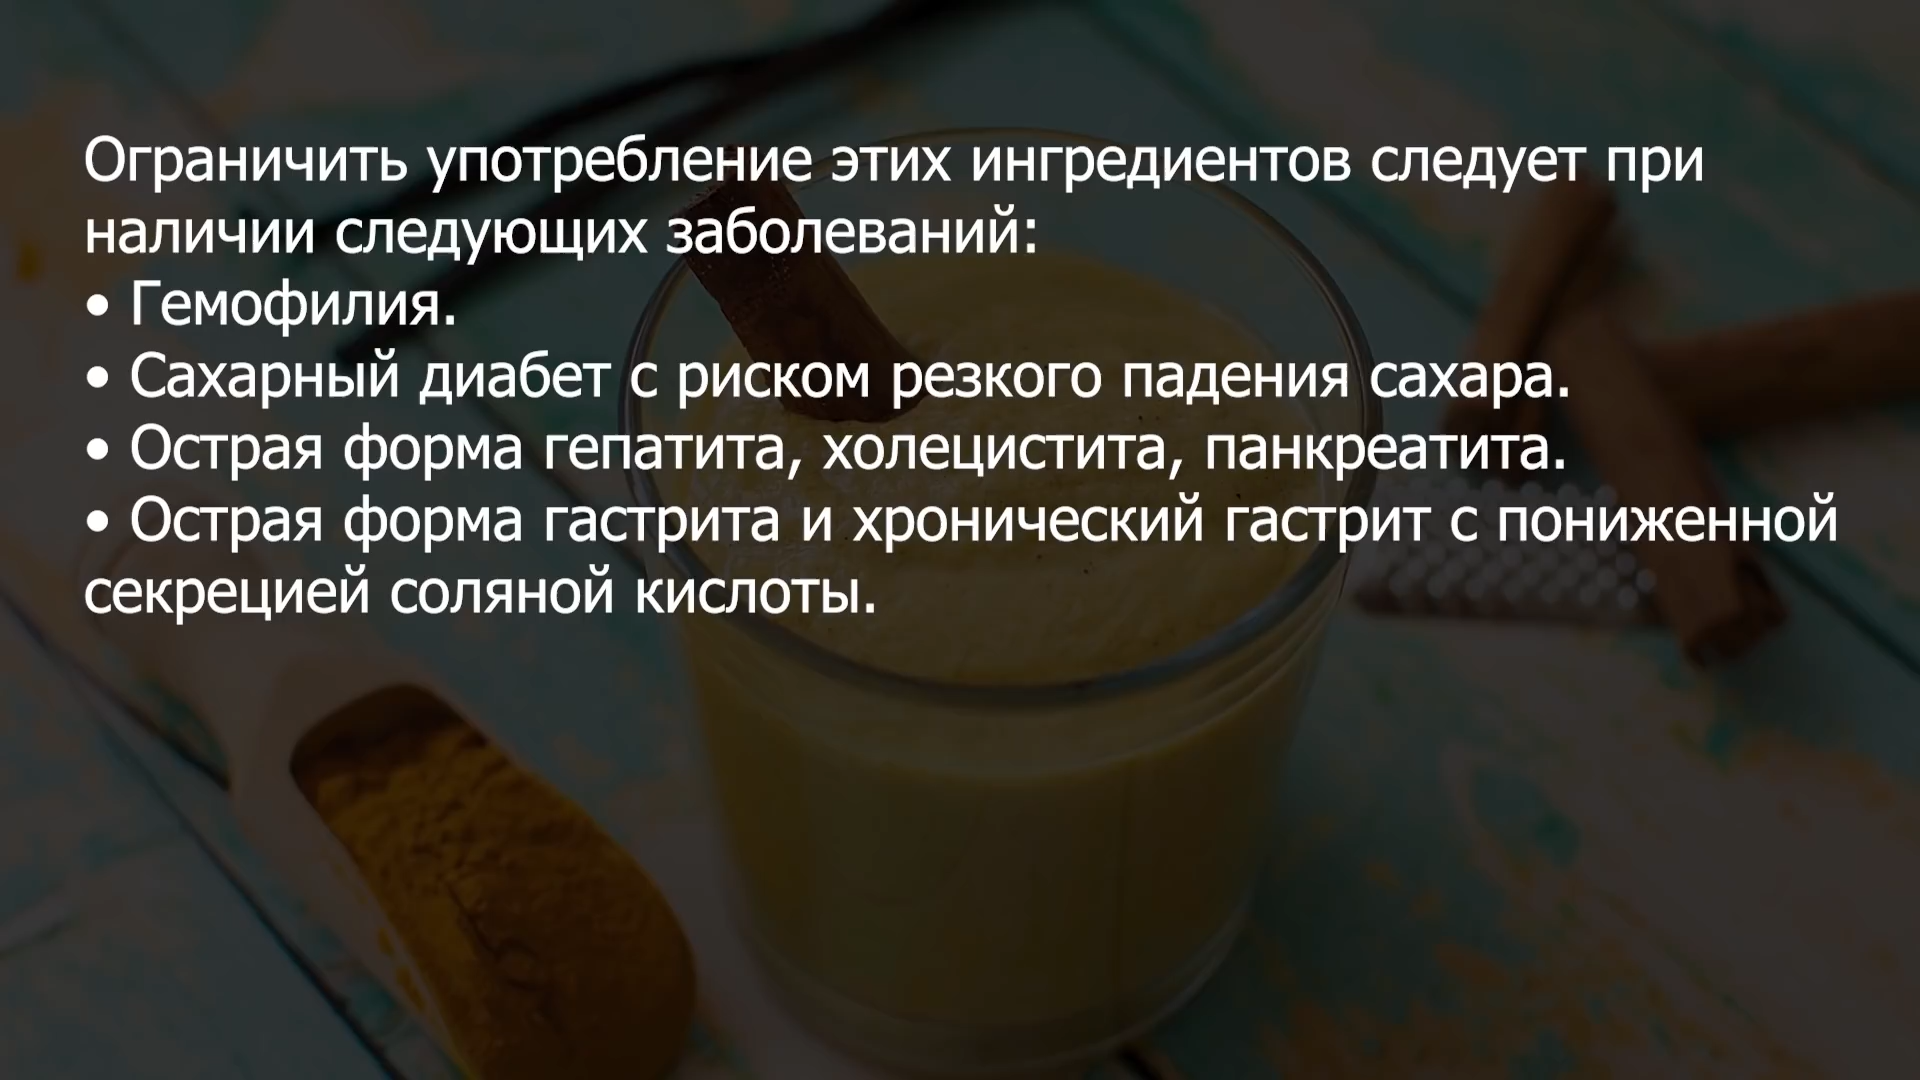 Ограничить употребление этих ингредиентов следует при
наличии следующих заболеваний:
• Гемофилия.
• Сахарный диабет с риском резкого падения сахара.
• Острая форма гепатита, холецистита, панкреатита.
• Острая форма гастрита и хронический гастрит с пониженной
секрецией соляной кислоты.